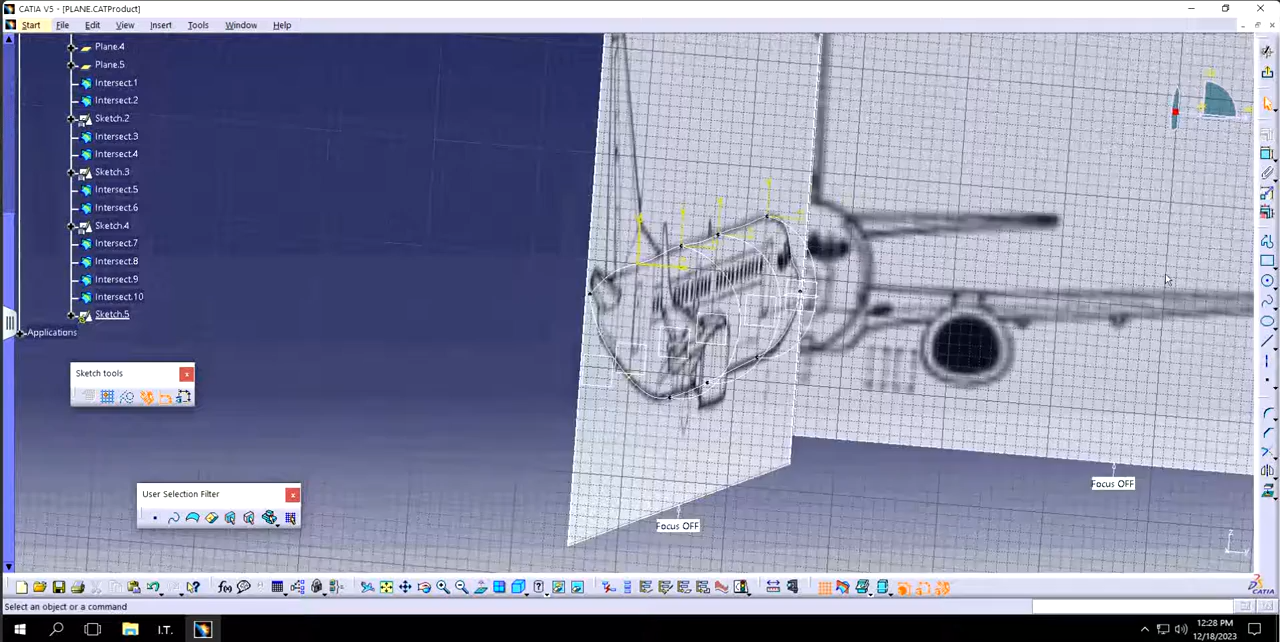 CATIA V5 - [PLANE.CATProduct]
Start File Edit View Insert Tools Window Help
Plane.4
Plane.5
Intersect.1
Intersect.2
Sketch.2
Intersect.3
Intersect.4
Sketch.3
Intersect.5
Intersect.6
Sketch.4
Intersect.7
Intersect.8
Intersect.9
Intersect.10
Sketch.5
Applications
Sketch tools
User Selection Filter
Focus OFF
Focus OFF
CATIA
Select an object or a command
I.T.
12:28 PM
12/18/2023